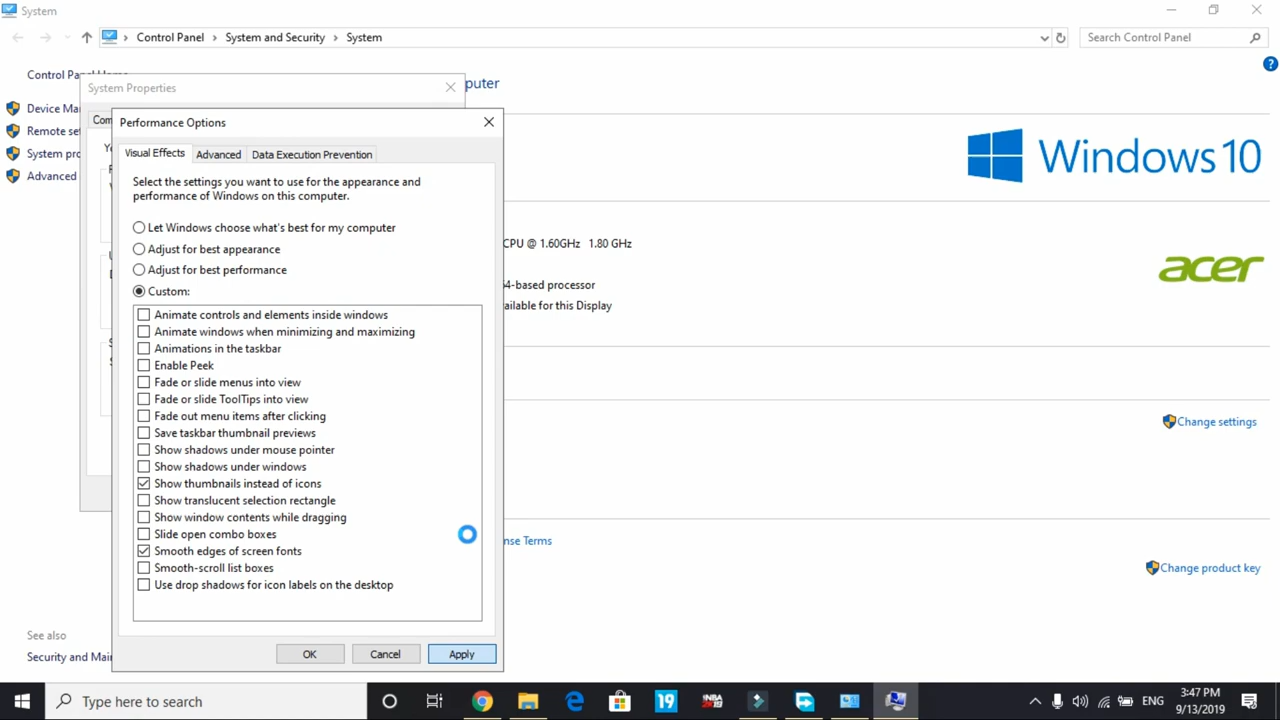 System
Control Panel > System and Security > System
Search Control Panel
Control Panel Home
System Properties
puter
Device Ma
Remote set
System pro
Advanced
Com
Performance Options
Visual Effects
Advanced
Data Execution Prevention
Select the settings you want to use for the appearance and
performance of Windows on this computer.
Let Windows choose what's best for my computer
Adjust for best appearance
Adjust for best performance
Custom:
Animate controls and elements inside windows
Animate windows when minimizing and maximizing
Animations in the taskbar
Enable Peek
Fade or slide menus into view
Fade or slide ToolTips into view
Fade out menu items after clicking
Save taskbar thumbnail previews
Show shadows under mouse pointer
Show shadows under windows
Show thumbnails instead of icons
Show translucent selection rectangle
Show window contents while dragging
Slide open combo boxes
Smooth edges of screen fonts
Smooth-scroll list boxes
Use drop shadows for icon labels on the desktop
OK
Cancel
Apply
Windows 10
CPU @ 1.60GHz 1.80 GHz
acer
64-based processor
ailable for this Display
Change settings
nse Terms
Change product key
See also
Security and Mai
Type here to search
19
NBA
ENG
3:47 PM
9/13/2019